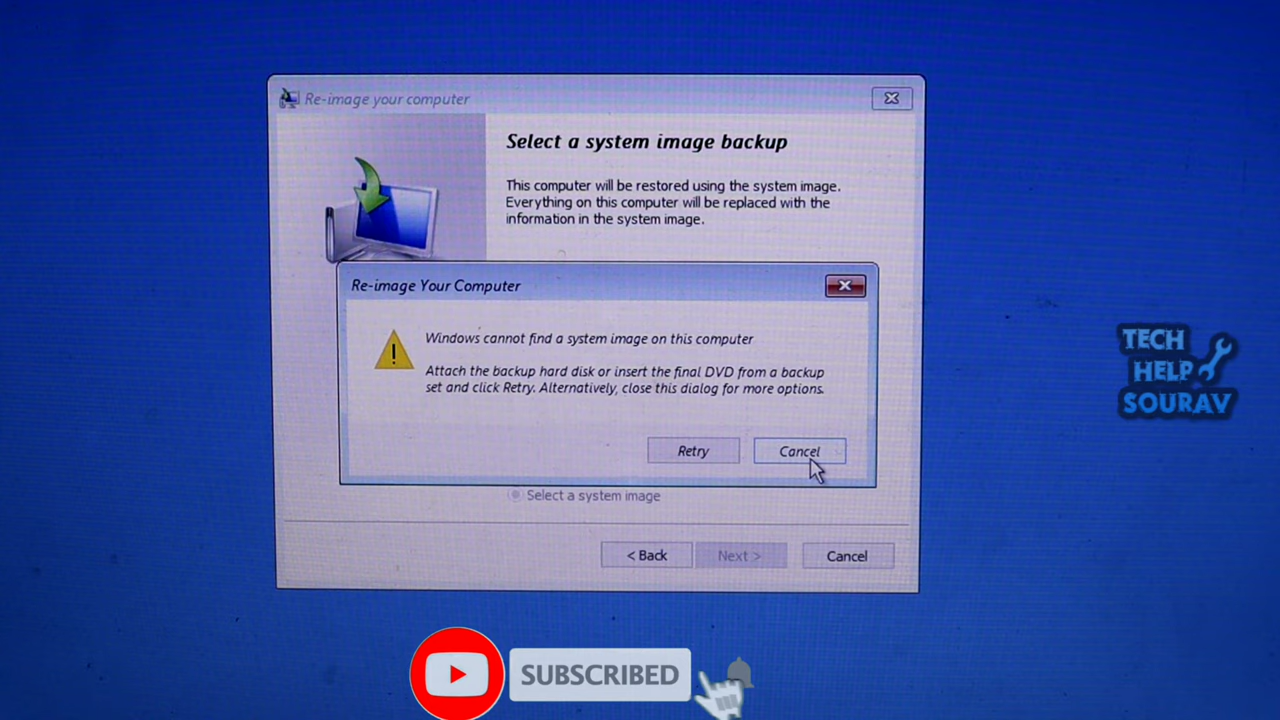 Re-image your computer
Select a system image backup
This computer will be restored using the system image.
Everything on this computer will be replaced with the
information in the system image.
Re-image Your Computer
Windows cannot find a system image on this computer
Attach the backup hard disk or insert the final DVD from a backup
set and click Retry. Alternatively, close this dialog for more options.
Retry
Cancel
Select a system image
< Back
Next >
Cancel
TECH
HELP
SOURAV
SUBSCRIBED